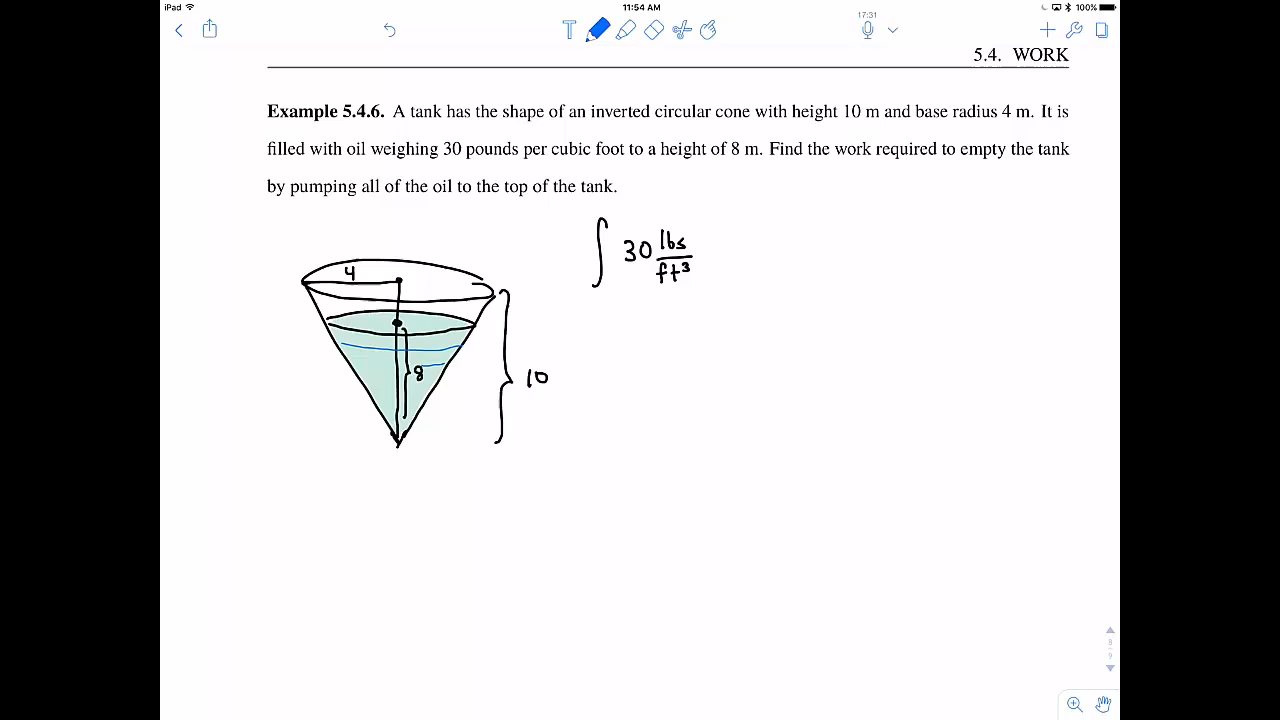 iPad
11:54 AM
100%
17:31
T
5.4. WORK
Example 5.4.6. A tank has the shape of an inverted circular cone with height 10 m and base radius 4 m. It is
filled with oil weighing 30 pounds per cubic foot to a height of 8 m. Find the work required to empty the tank
by pumping all of the oil to the top of the tank.
∫ 30 lbs/ft³
4
8
10
8
9